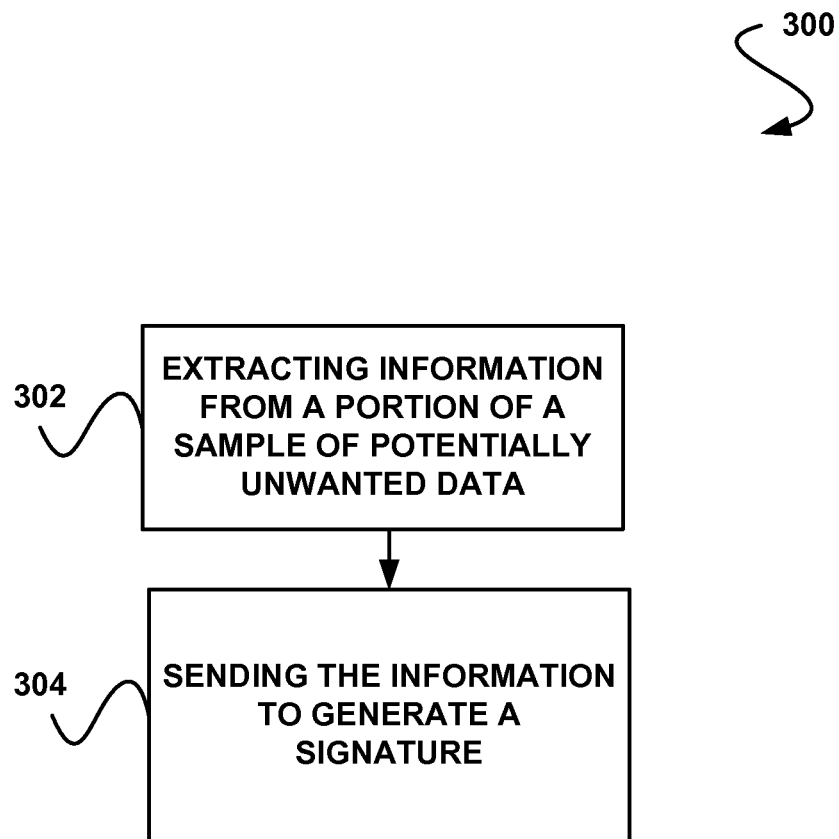 300
302
EXTRACTING INFORMATION
FROM A PORTION OF A
SAMPLE OF POTENTIALLY
UNWANTED DATA
304
SENDING THE INFORMATION
TO GENERATE A
SIGNATURE